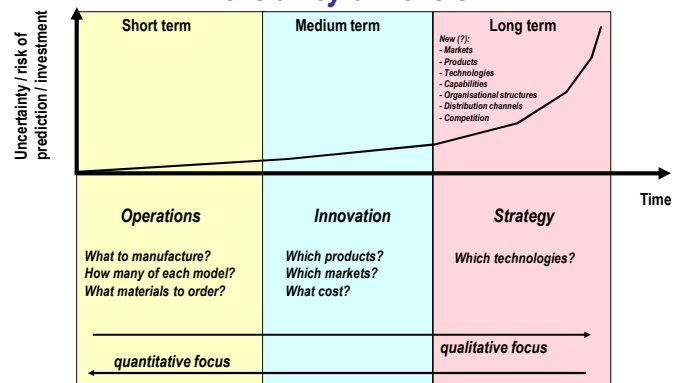 Short term
Medium term
Long term
New (?):
- Markets
- Products
- Technologies
- Capabilities
- Organisational structures
- Distribution channels
- Competition
Uncertainty / risk of
prediction / investment
Time
Operations
Innovation
Strategy
What to manufacture?
How many of each model?
What materials to order?
Which products?
Which markets?
What cost?
Which technologies?
qualitative focus
quantitative focus